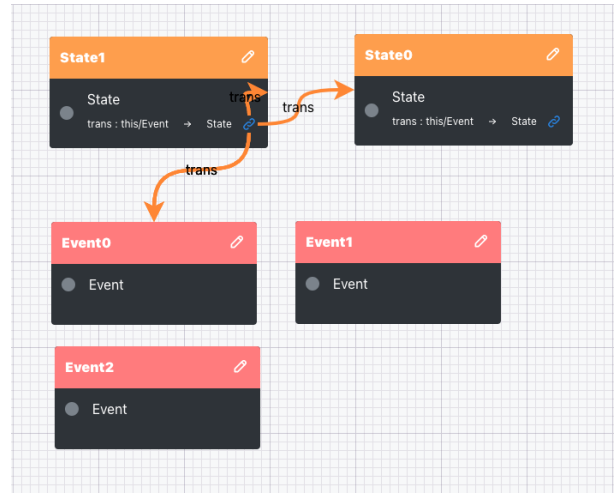 State1
State
trans : this/Event → State
trans
trans
trans
State0
State
trans : this/Event → State
Event0
Event
Event1
Event
Event2
Event